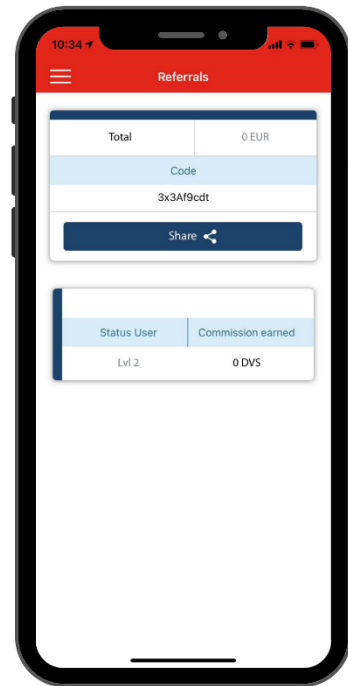 10:34
Referrals
Total 0 EUR
Code
3x3Af9cdt
Share
Status User Commission earned
Lvl 2 0 DVS